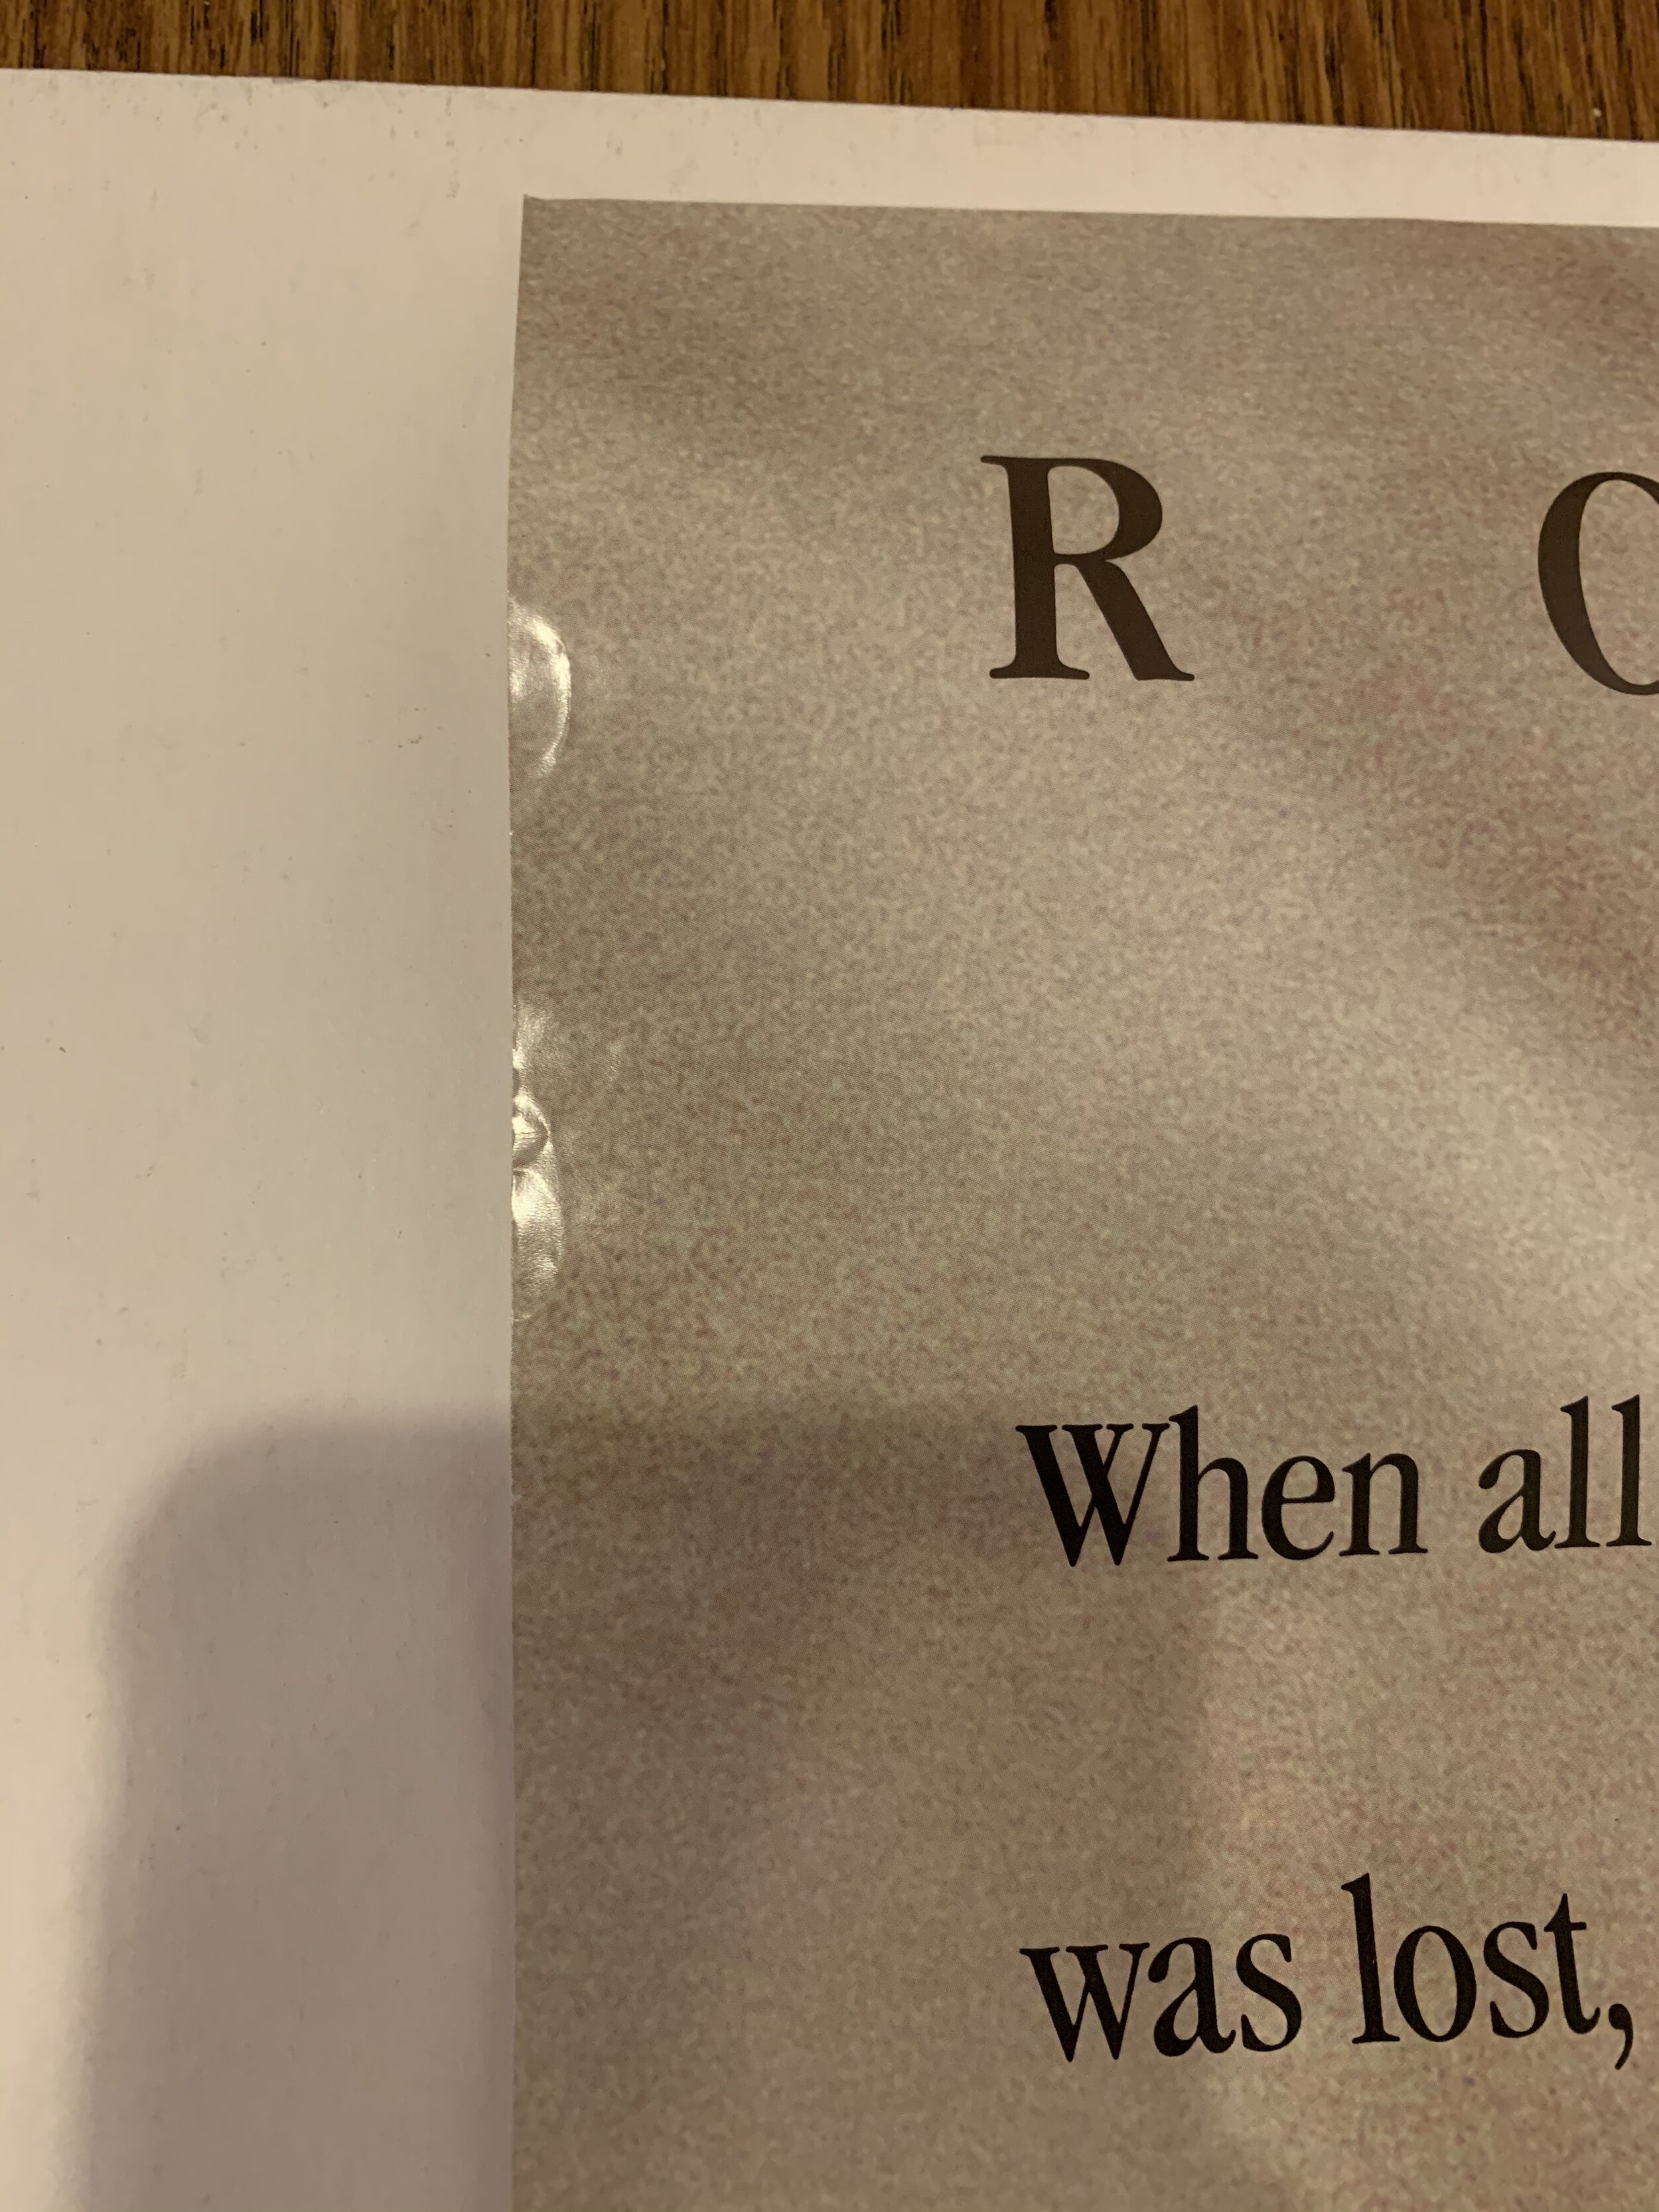 R
When all
was lost,